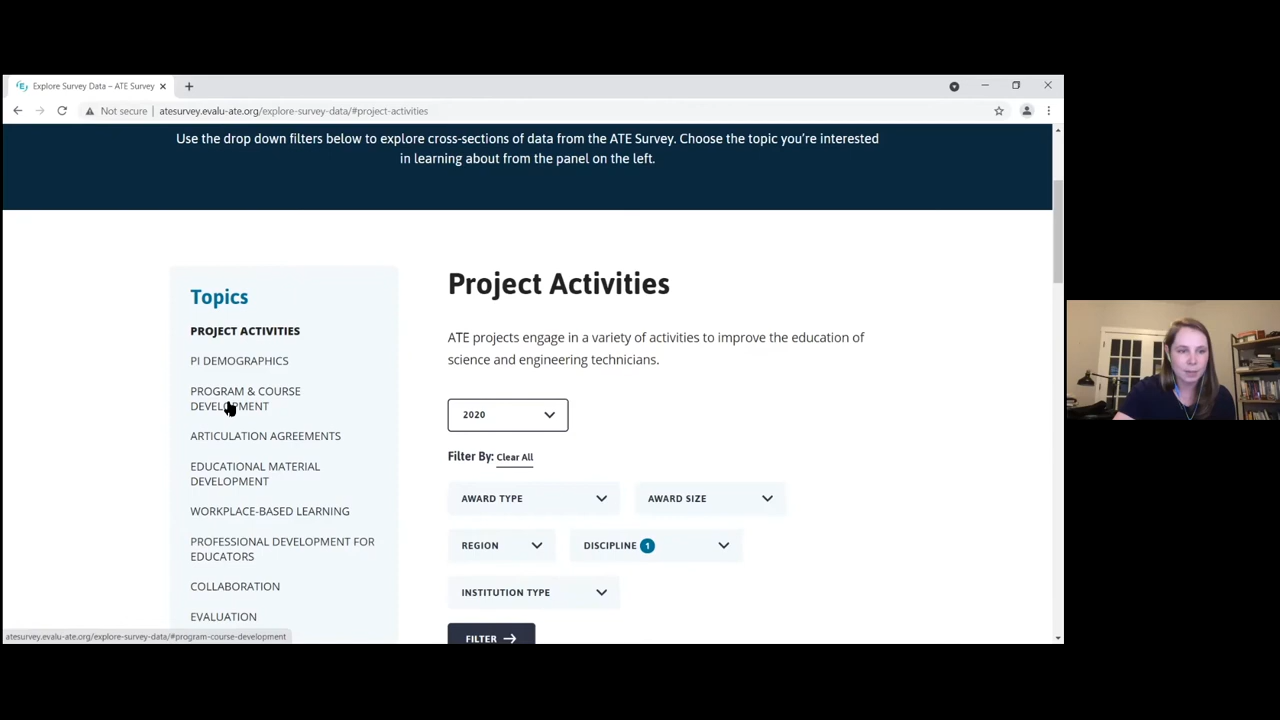 Explore Survey Data – ATE Survey
Not secure
atesurvey.evalu-ate.org/explore-survey-data/#project-activities
Use the drop down filters below to explore cross-sections of data from the ATE Survey. Choose the topic you're interested
in learning about from the panel on the left.
Topics
PROJECT ACTIVITIES
PI DEMOGRAPHICS
PROGRAM & COURSE
DEVELOPMENT
ARTICULATION AGREEMENTS
EDUCATIONAL MATERIAL
DEVELOPMENT
WORKPLACE-BASED LEARNING
PROFESSIONAL DEVELOPMENT FOR
EDUCATORS
COLLABORATION
EVALUATION
Project Activities
ATE projects engage in a variety of activities to improve the education of
science and engineering technicians.
2020
Filter By: Clear All
AWARD TYPE
AWARD SIZE
REGION
DISCIPLINE 1
INSTITUTION TYPE
FILTER
atesurvey.evalu-ate.org/explore-survey-data/#program-course-development